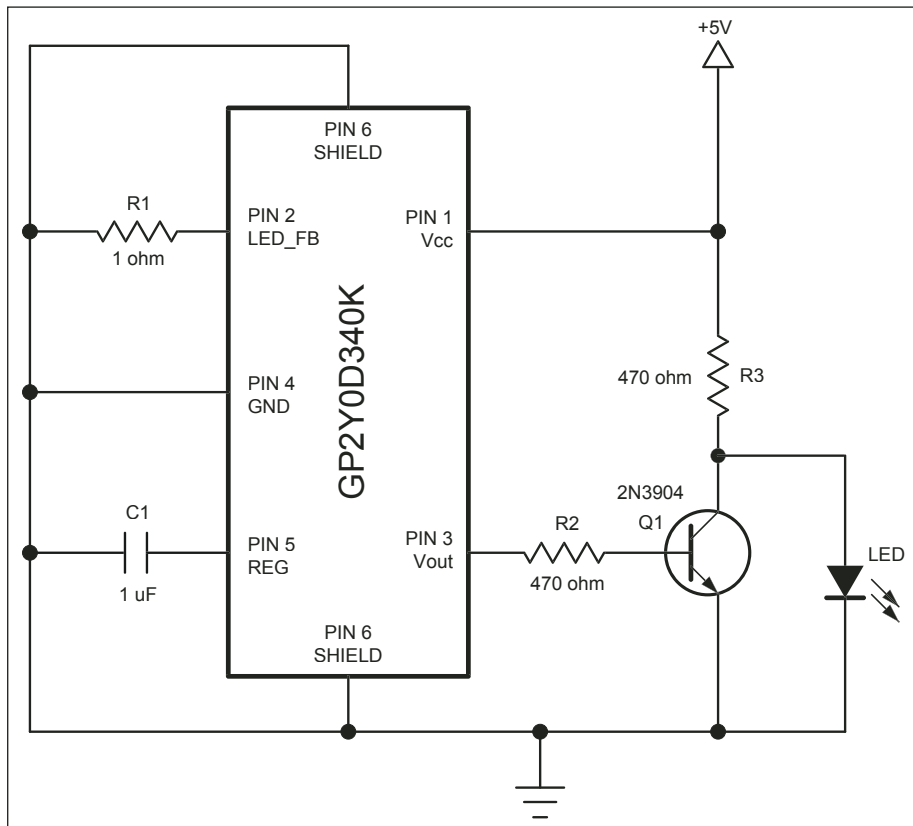 +5V
PIN 6
SHIELD
R1
1 ohm
PIN 2
LED_FB
PIN 1
Vcc
GP2Y0D340K
470 ohm
R3
PIN 4
GND
C1
1 uF
PIN 5
REG
PIN 3
Vout
R2
470 ohm
2N3904
Q1
LED
PIN 6
SHIELD